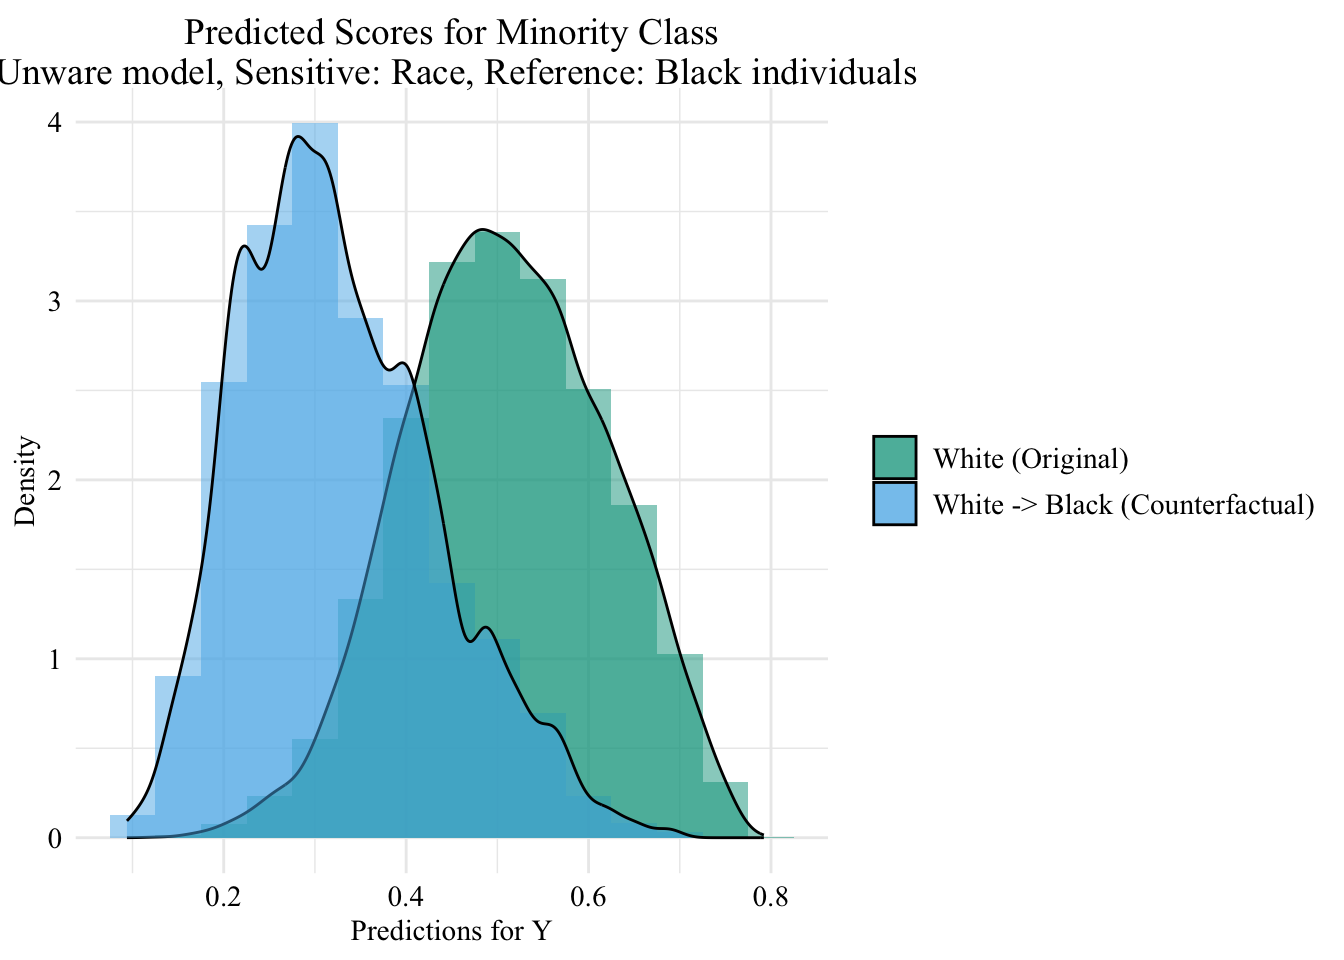 Predicted Scores for Minority Class
Unware model, Sensitive: Race, Reference: Black individuals
4
3
2
1
0
Density
0.2 0.4 0.6 0.8
Predictions for Y
White (Original)
White -> Black (Counterfactual)